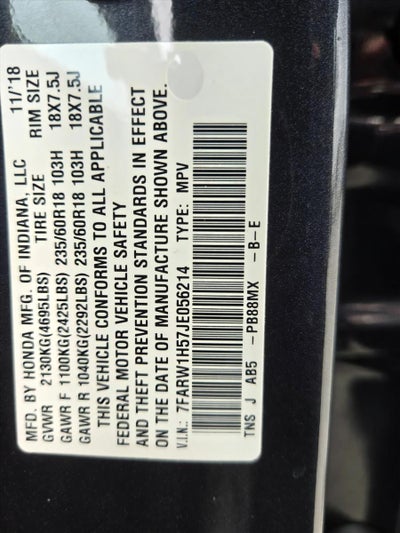 MFD. BY HONDA MFG. OF INDIANA, LLC 11/'18
GVWR 2130KG(4695LBS) TIRE SIZE RIM SIZE
GAWR F 1100KG(2425LBS) 235/60R18 103H 18X7.5J
GAWR R 1040KG(2292LBS) 235/60R18 103H 18X7.5J
THIS VEHICLE CONFORMS TO ALL APPLICABLE
FEDERAL MOTOR VEHICLE SAFETY
AND THEFT PREVENTION STANDARDS IN EFFECT
ON THE DATE OF MANUFACTURE SHOWN ABOVE.
V.I.N.: 7FARW1H57JE056214 TYPE: MPV
TNS J AB5 -PB88MX -B-E